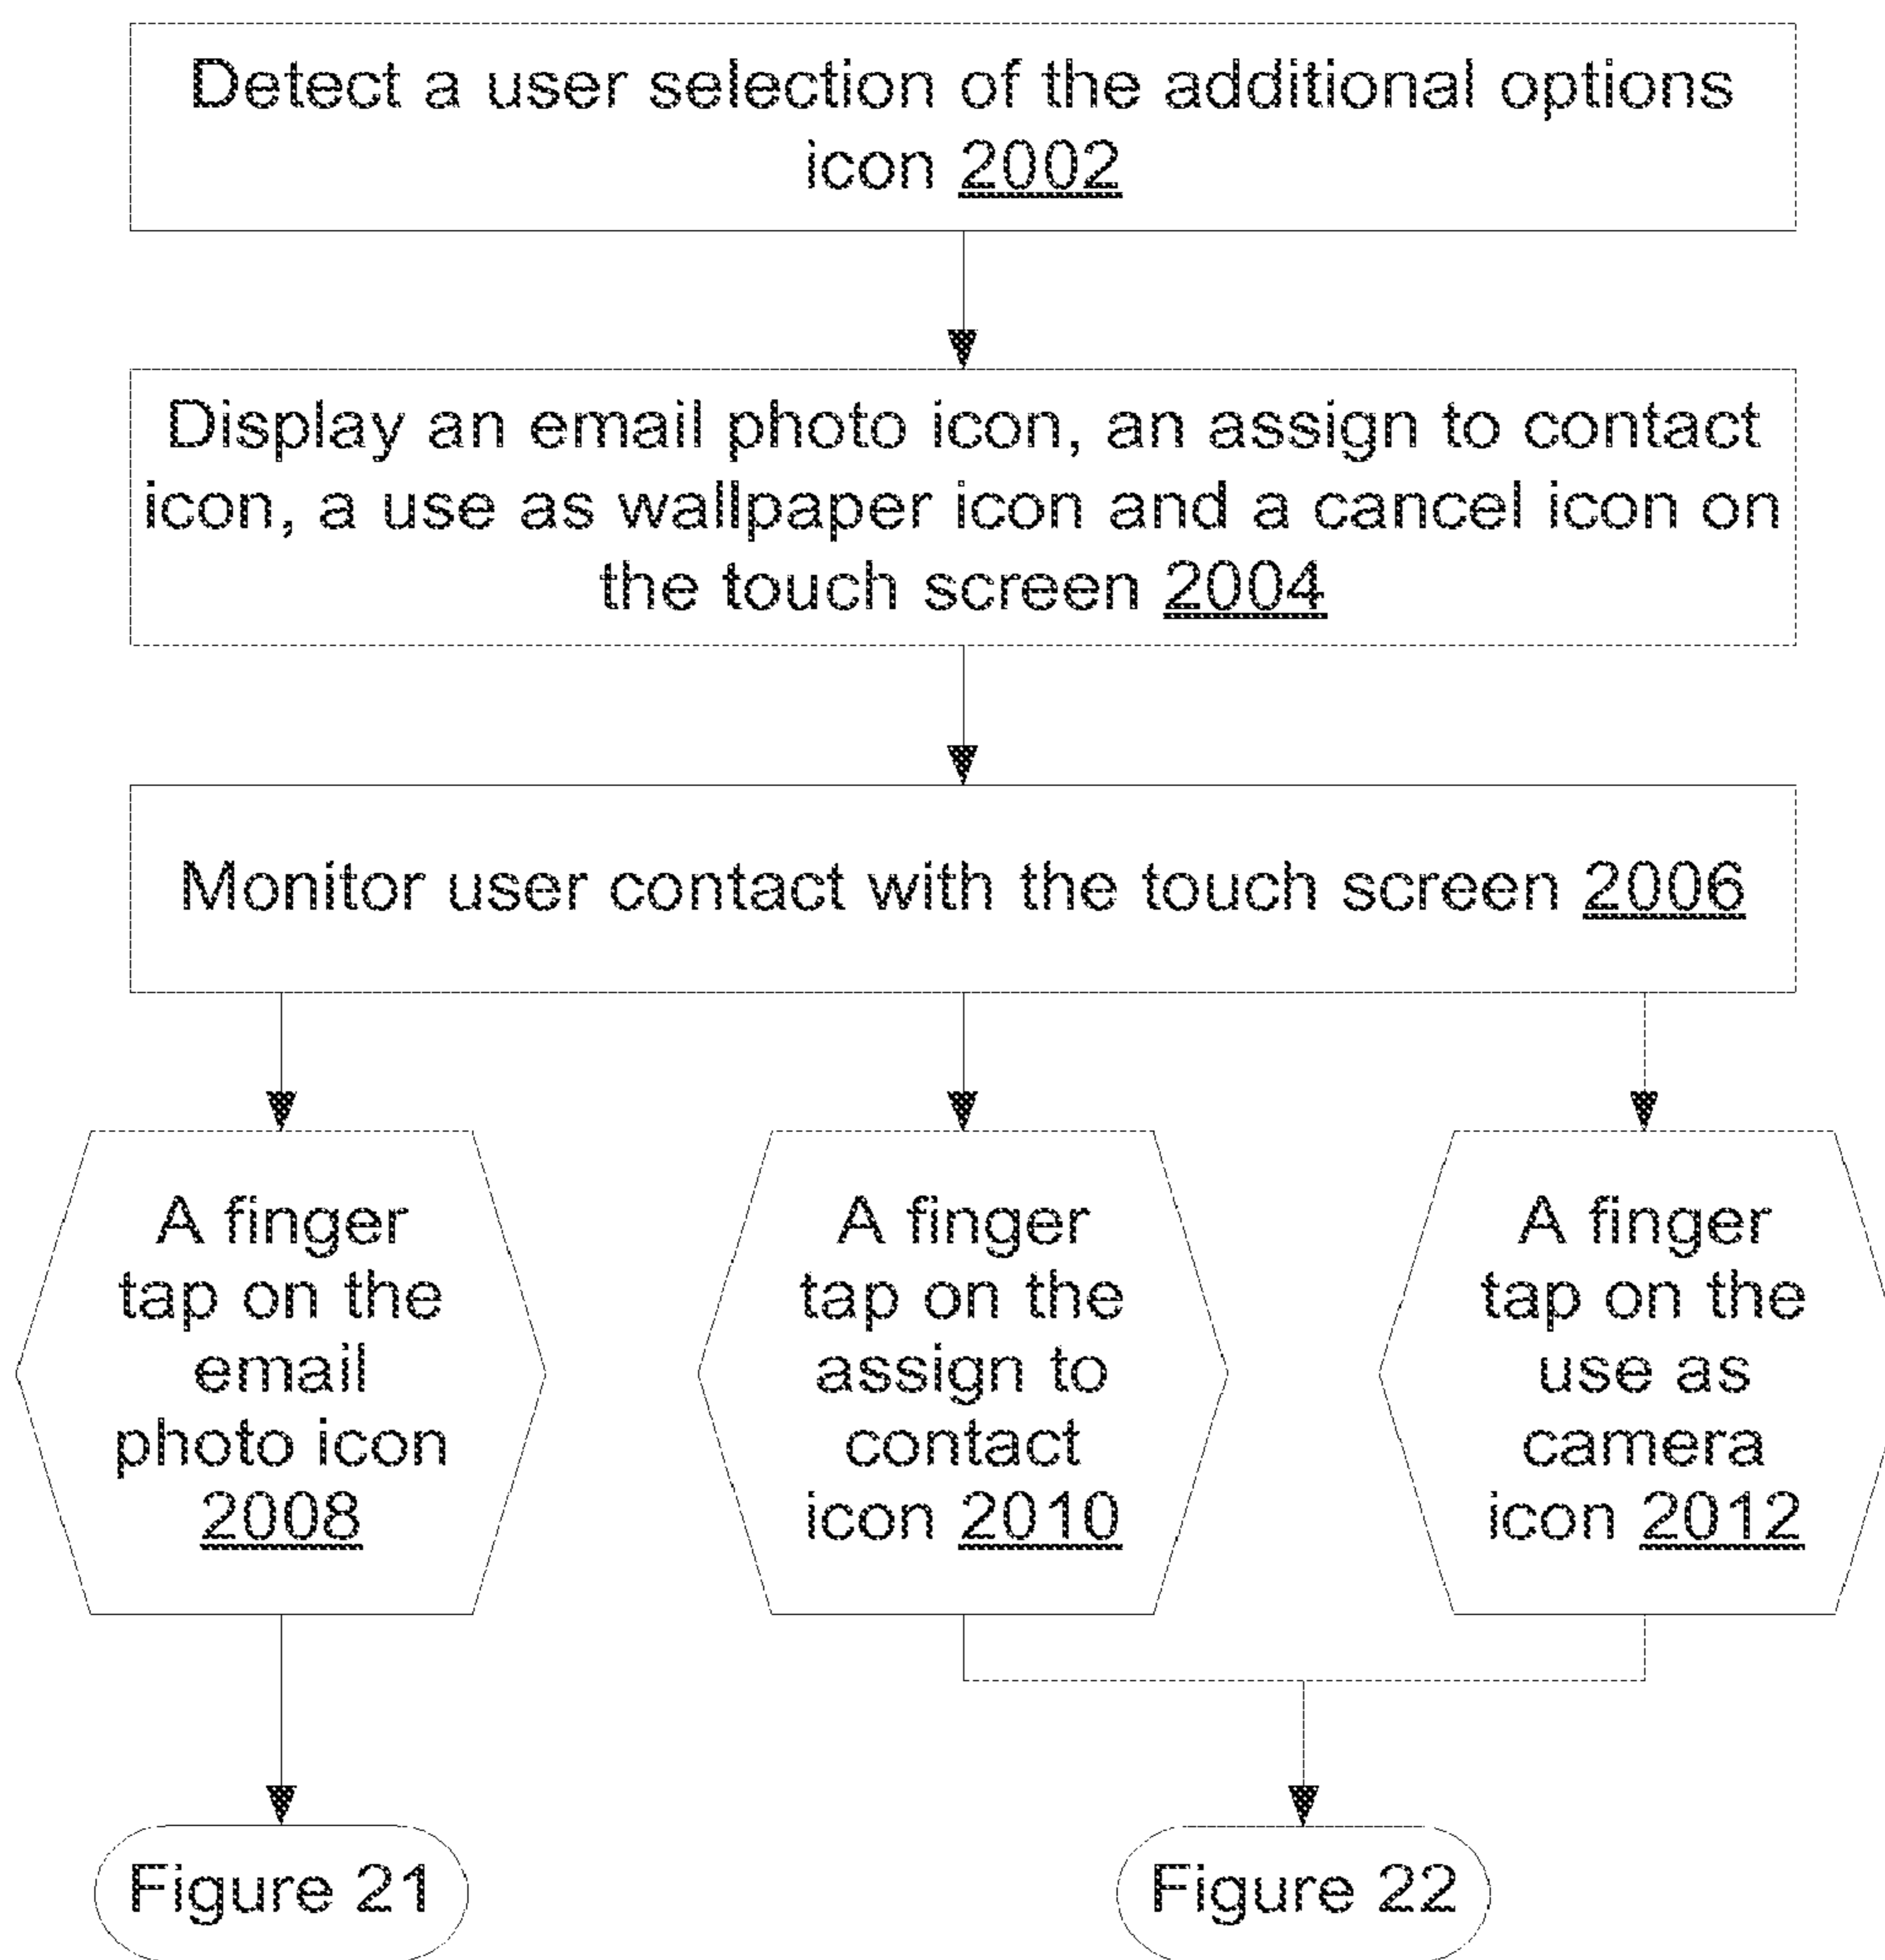 Detect a user selection of the additional options
icon 2002
Display an email photo icon, an assign to contact
icon, a use as wallpaper icon and a cancel icon on
the touch screen 2004
Monitor user contact with the touch screen 2006
A finger
tap on the
email
photo icon
2008
A finger
tap on the
assign to
contact
icon 2010
A finger
tap on the
use as
camera
icon 2012
Figure 21
Figure 22